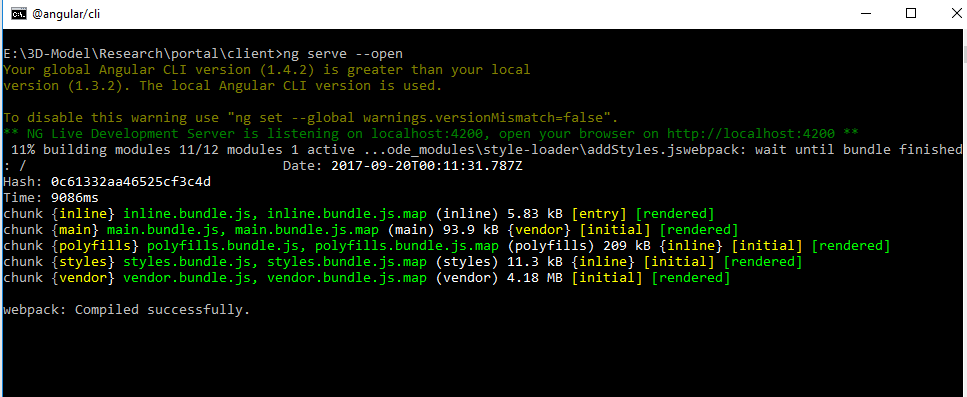 @angular/cli
E:\3D-Model\Research\portal\client>ng serve --open
Your global Angular CLI version (1.4.2) is greater than your local
version (1.3.2). The local Angular CLI version is used.
To disable this warning use "ng set --global warnings.versionMismatch=false".
** NG Live Development Server is listening on localhost:4200, open your browser on http://localhost:4200 **
 11% building modules 11/12 modules 1 active ...ode_modules\style-loader\addStyles.jswebpack: wait until bundle finished
: /                                Date: 2017-09-20T00:11:31.787Z
Hash: 0c61332aa46525cf3c4d
Time: 9086ms
chunk {inline} inline.bundle.js, inline.bundle.js.map (inline) 5.83 kB [entry] [rendered]
chunk {main} main.bundle.js, main.bundle.js.map (main) 93.9 kB {vendor} [initial] [rendered]
chunk {polyfills} polyfills.bundle.js, polyfills.bundle.js.map (polyfills) 209 kB {inline} [initial] [rendered]
chunk {styles} styles.bundle.js, styles.bundle.js.map (styles) 11.3 kB {inline} [initial] [rendered]
chunk {vendor} vendor.bundle.js, vendor.bundle.js.map (vendor) 4.18 MB [initial] [rendered]
webpack: Compiled successfully.